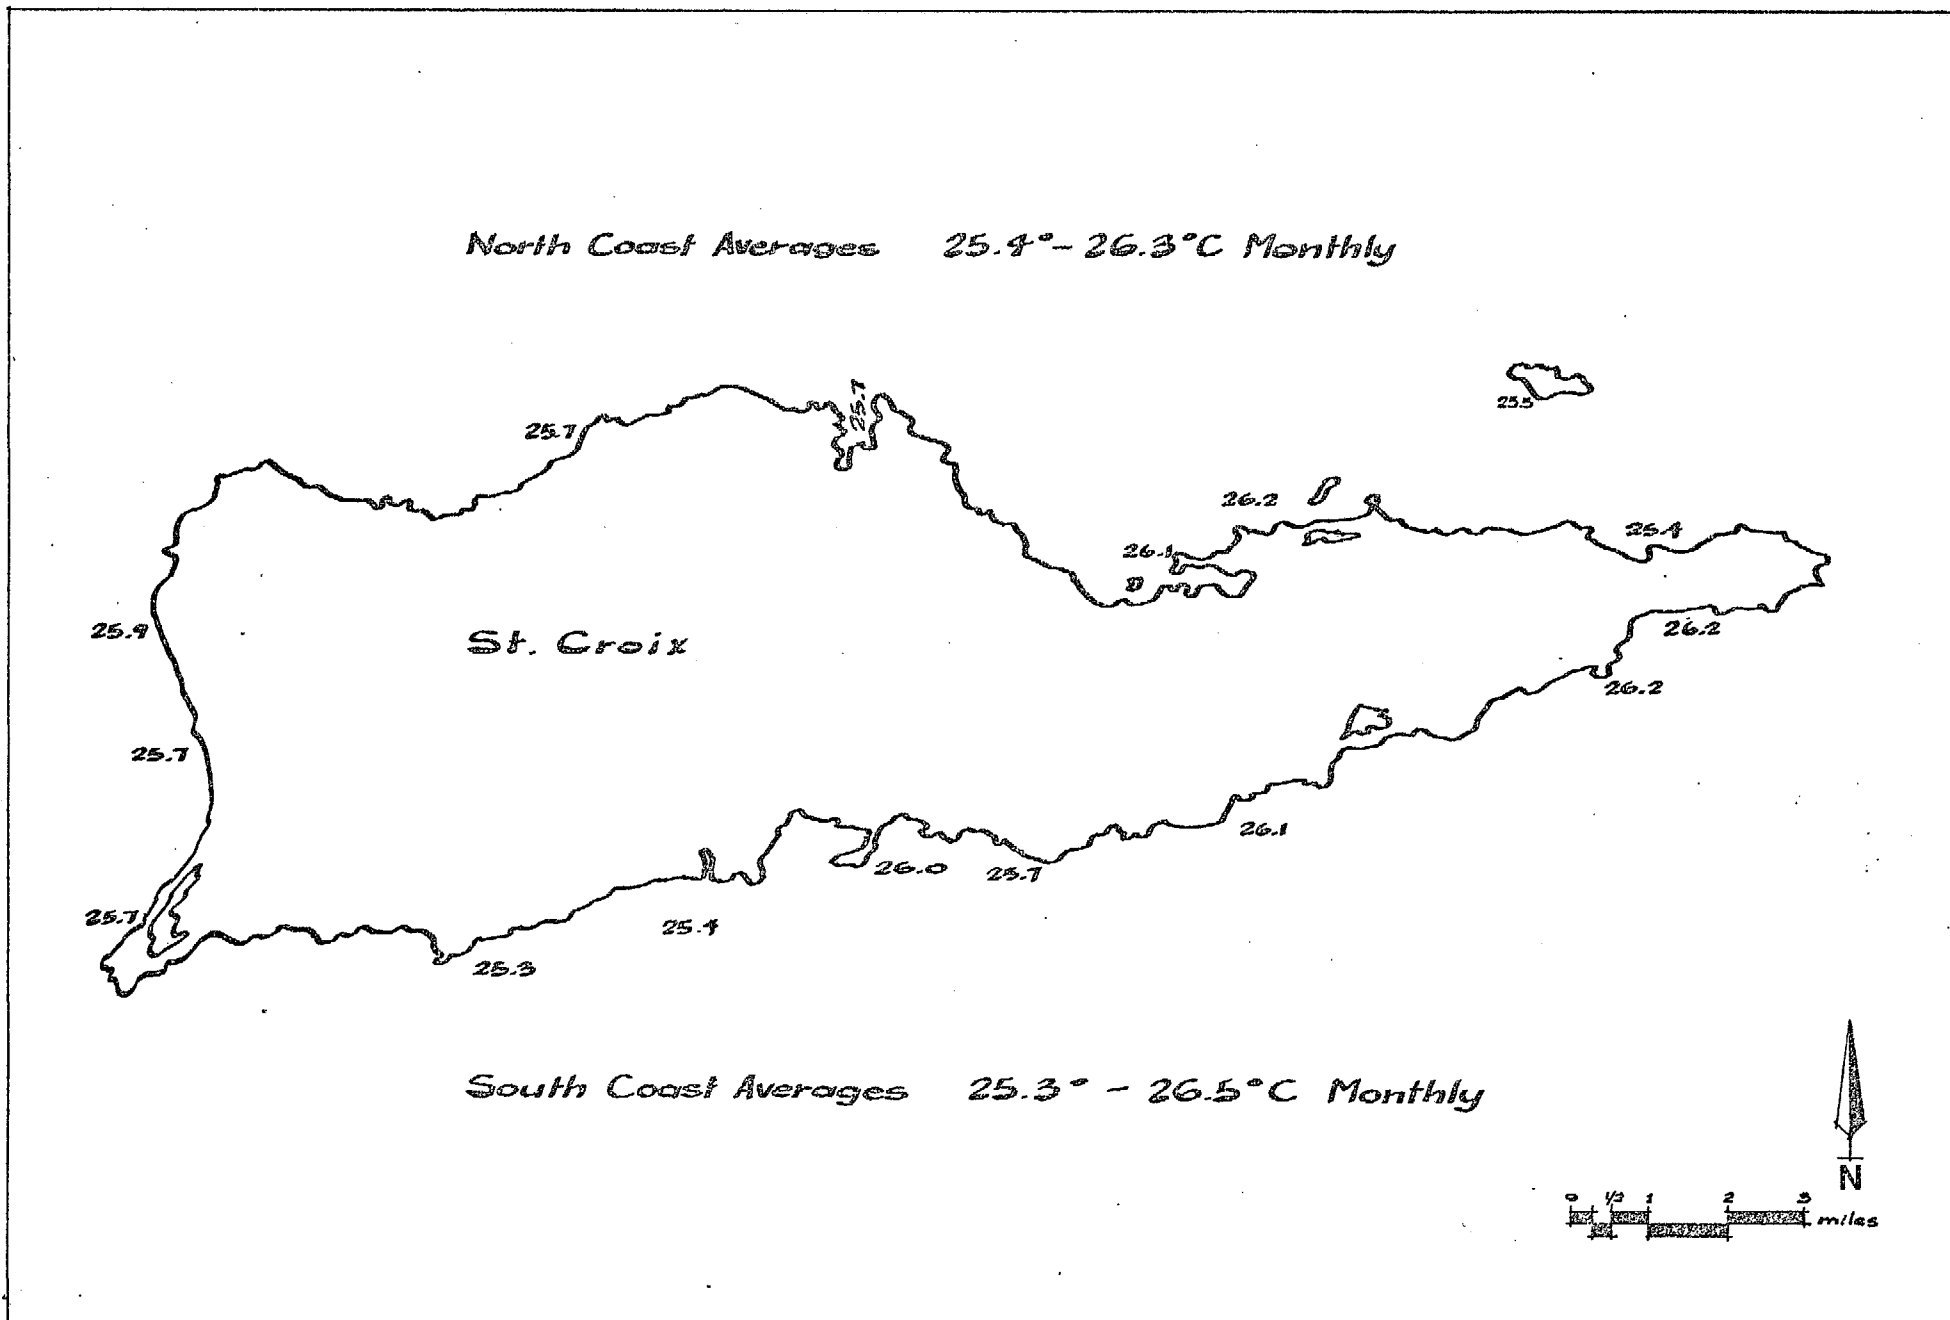 North Coast Averages 25.4° - 26.3°C Monthly
25.7
25.7
25.5
26.2
25.4
26.1
25.9
St. Croix
26.2
26.2
25.7
26.1
26.0
25.7
25.7
25.4
25.3
South Coast Averages 25.3° - 26.5°C Monthly
N
0 1/2 1 2 3
miles